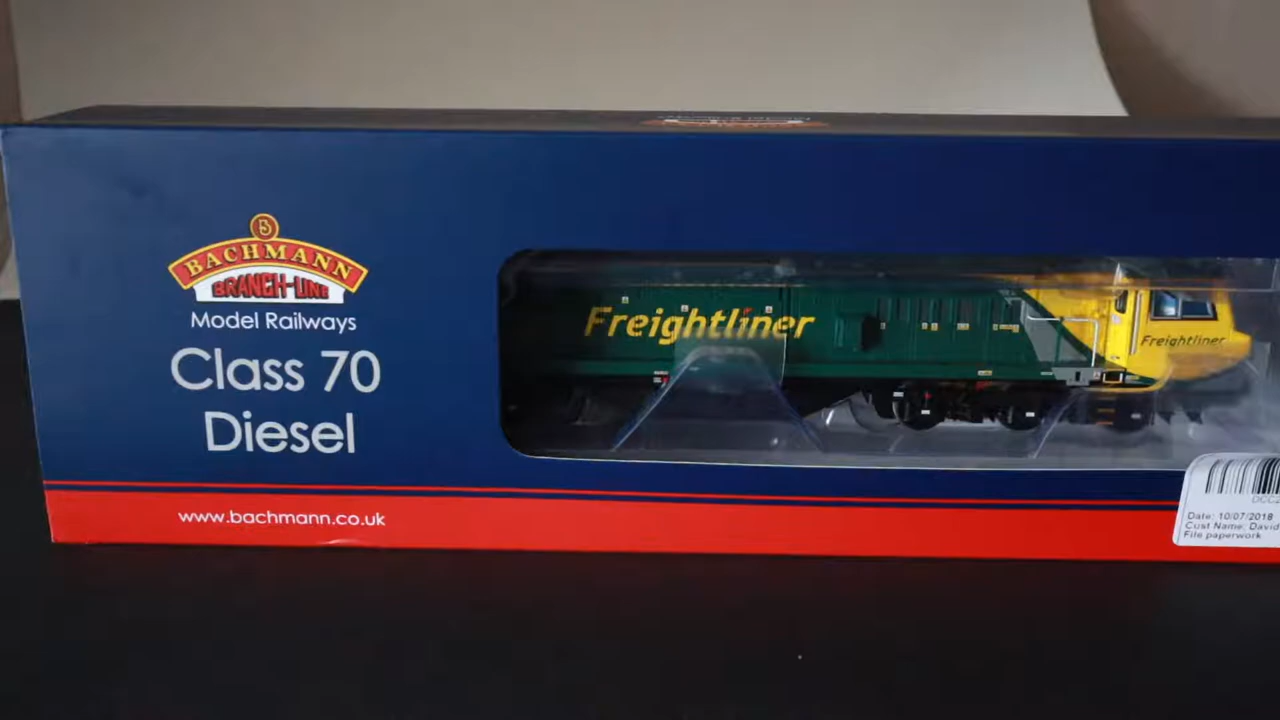 BACHMANN
BRANCH-LINE
Model Railways
Class 70
Diesel
www.bachmann.co.uk
Freightliner
Freightliner
Date: 10/07/2018
Cust Name: David
File paperwork